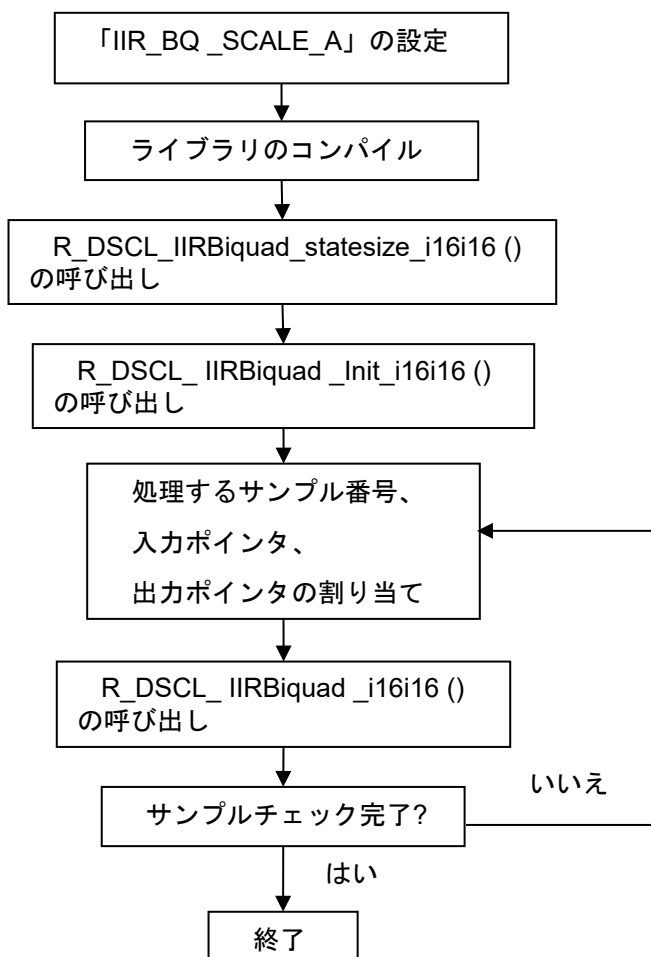 「IIR_BQ _SCALE_A」の設定
ライブラリのコンパイル
R_DSCL_IIRBiquad_statesize_i16i16 ()
の呼び出し
R_DSCL_ IIRBiquad _Init_i16i16 ()
の呼び出し
処理するサンプル番号、
入力ポインタ、
出力ポインタの割り当て
R_DSCL_ IIRBiquad _i16i16 ()
の呼び出し
いいえ
サンプルチェック完了?
はい
終了